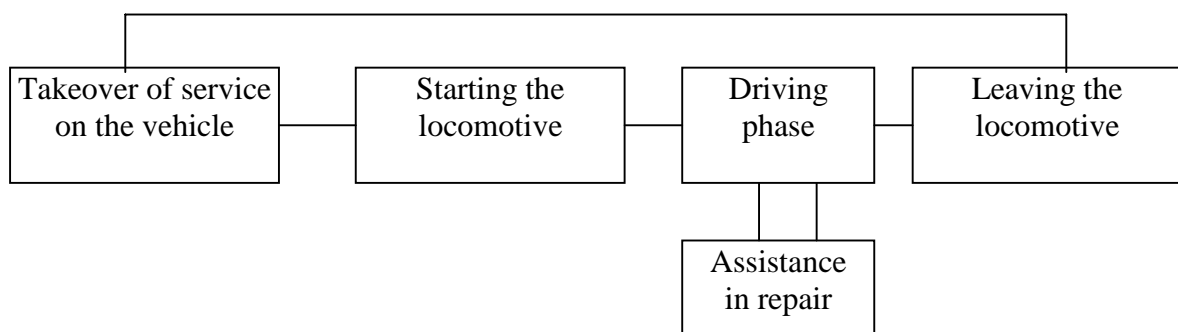 Takeover of service
on the vehicle
Starting the
locomotive
Driving
phase
Leaving the
locomotive
Assistance
in repair